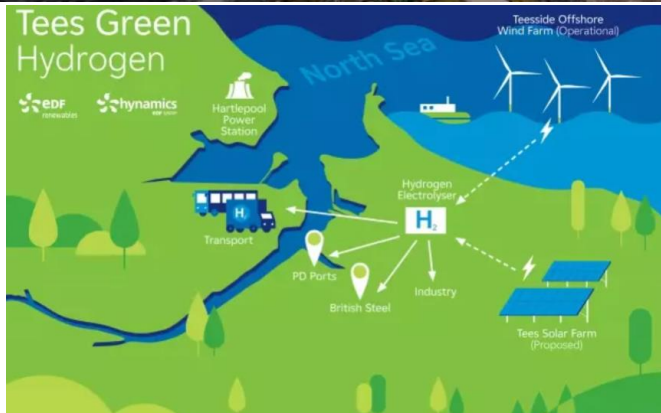 Tees Green
Hydrogen
eDF
renewables
hynamics
North Sea
Teesside Offshore
Wind Farm (Operational)
Hartlepool
Power
Station
Hydrogen
Electrolyser
H2
H2
Transport
PD Ports
British Steel
Industry
Tees Solar Farm
(Proposed)